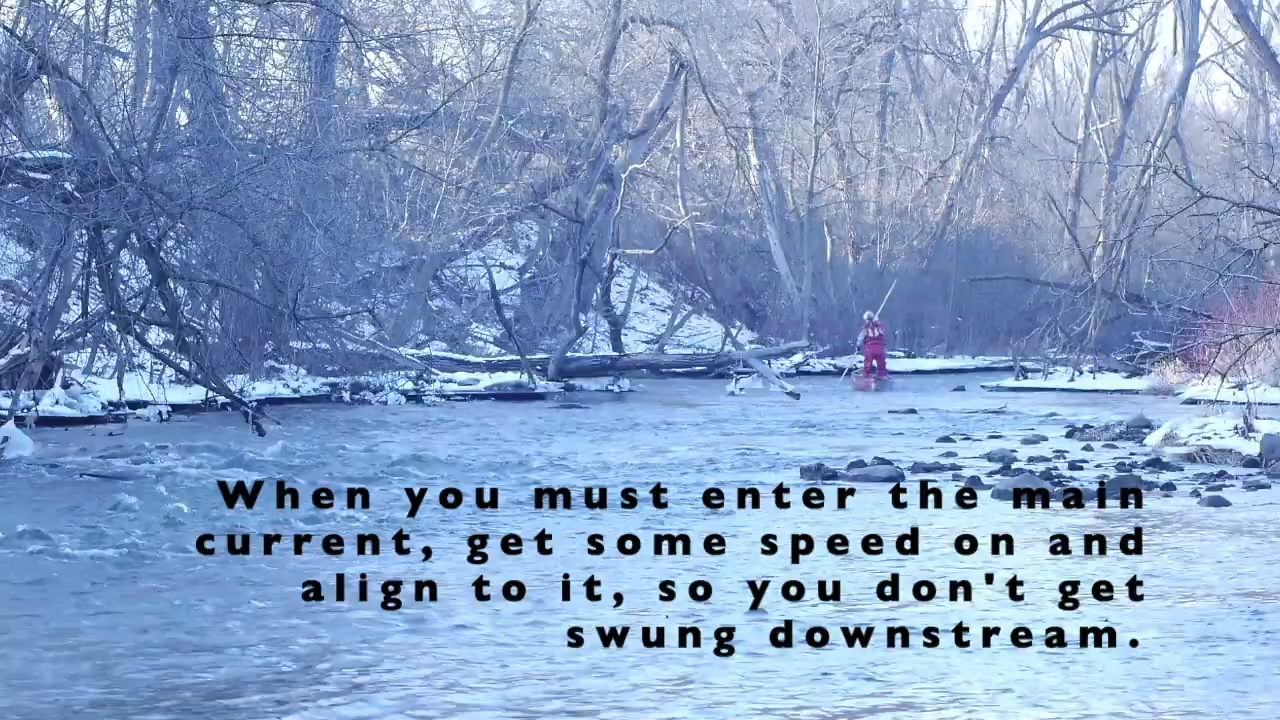 When you must enter the main
current, get some speed on and
align to it, so you don't get
swung downstream.